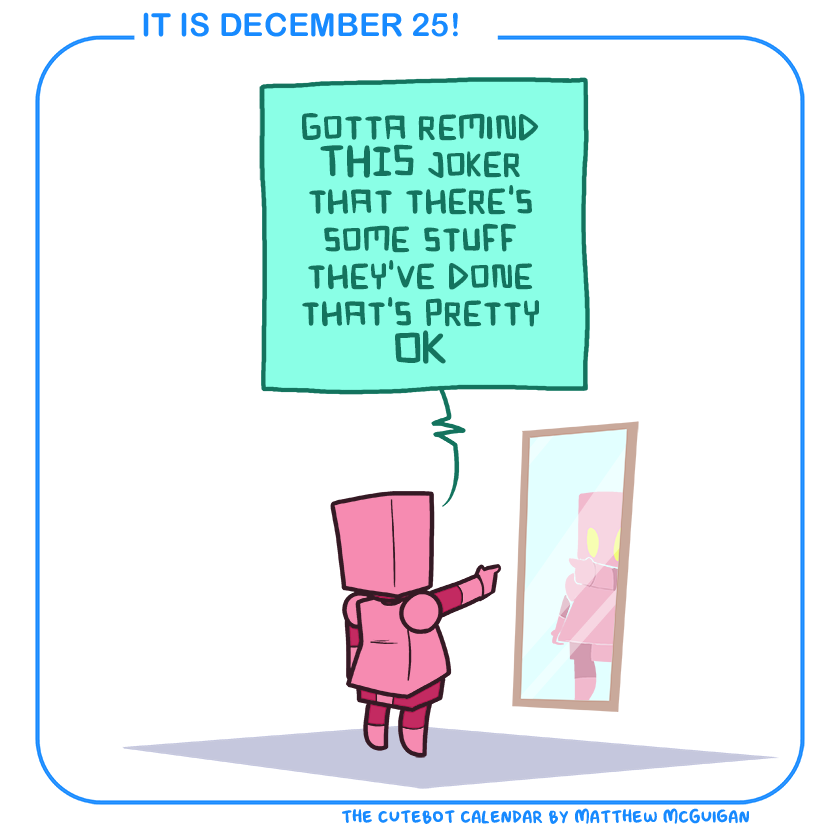 IT IS DECEMBER 25!
GOTTA REMIND
THIS JOKER
THAT THERE'S
SOME STUFF
THEY'VE DONE
THAT'S PRETTY
OK
THE CUTEBOT CALENDAR BY MATTHEW MCGUIGAN